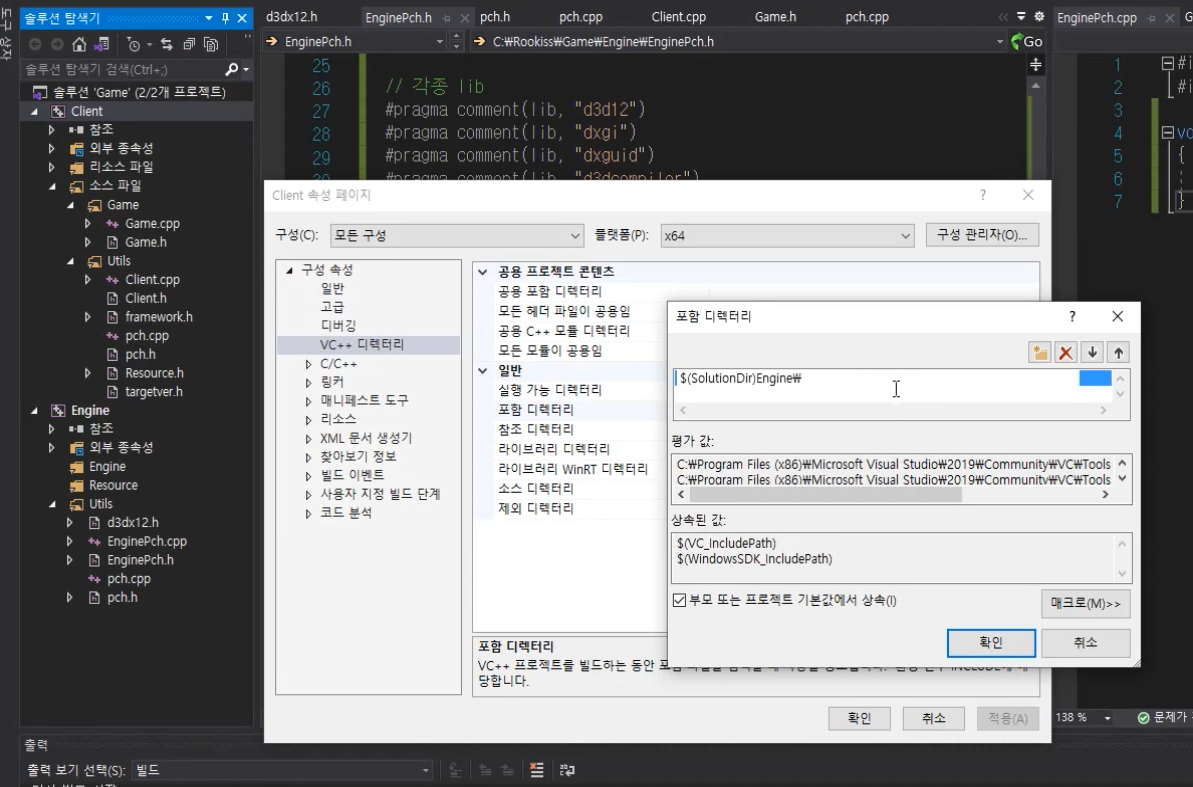 솔루션 탐색기
솔루션 탐색기 검색(Ctrl+;)
솔루션 'Game' (2/2개 프로젝트)
Client
참조
외부 종속성
리소스 파일
소스 파일
Game
Game.cpp
Game.h
Utils
Client.cpp
Client.h
framework.h
pch.cpp
pch.h
Resource.h
targetver.h
Engine
참조
외부 종속성
Engine
Resource
Utils
d3dx12.h
EnginePch.cpp
EnginePch.h
pch.cpp
pch.h
d3dx12.h EnginePch.h pch.h pch.cpp Client.cpp Game.h pch.cpp
EnginePch.h C:₩Rookiss₩Game₩Engine₩EnginePch.h Go
25
26 // 각종 lib
27 #pragma comment(lib, "d3d12")
28 #pragma comment(lib, "dxgi")
29 #pragma comment(lib, "dxguid")
#pragma comment(lib, "d3dcompiler")
EnginePch.cpp
1 #i
2 #i
3
4 vo
5 {
6
7 }
Client 속성 페이지 ?
구성(C): 모든 구성 플랫폼(P): x64 구성 관리자(O)...
구성 속성
일반
고급
디버깅
VC++ 디렉터리
C/C++
링커
매니페스트 도구
리소스
XML 문서 생성기
찾아보기 정보
빌드 이벤트
사용자 지정 빌드 단계
코드 분석
공용 프로젝트 콘텐츠
공용 포함 디렉터리
모든 헤더 파일이 공용임
공용 C++ 모듈 디렉터리
모든 모듈이 공용임
일반
실행 가능 디렉터리
포함 디렉터리
참조 디렉터리
라이브러리 디렉터리
라이브러리 WinRT 디렉터리
소스 디렉터리
제외 디렉터리
포함 디렉터리
VC++ 프로젝트를 빌드하는 동안
당합니다.
확인 취소 적용(A)
포함 디렉터리 ?
$(SolutionDir)Engine₩
평가 값:
C:₩Program Files (x86)₩Microsoft Visual Studio₩2019₩Community₩VC₩Tools
C:₩Program Files (x86)₩Microsoft Visual Studio₩2019₩Community₩VC₩Tools
상속된 값:
$(VC_IncludePath)
$(WindowsSDK_IncludePath)
부모 또는 프로젝트 기본값에서 상속(I)
매크로(M)>>
확인 취소
138 % 문제가
출력
출력 보기 선택(S): 빌드